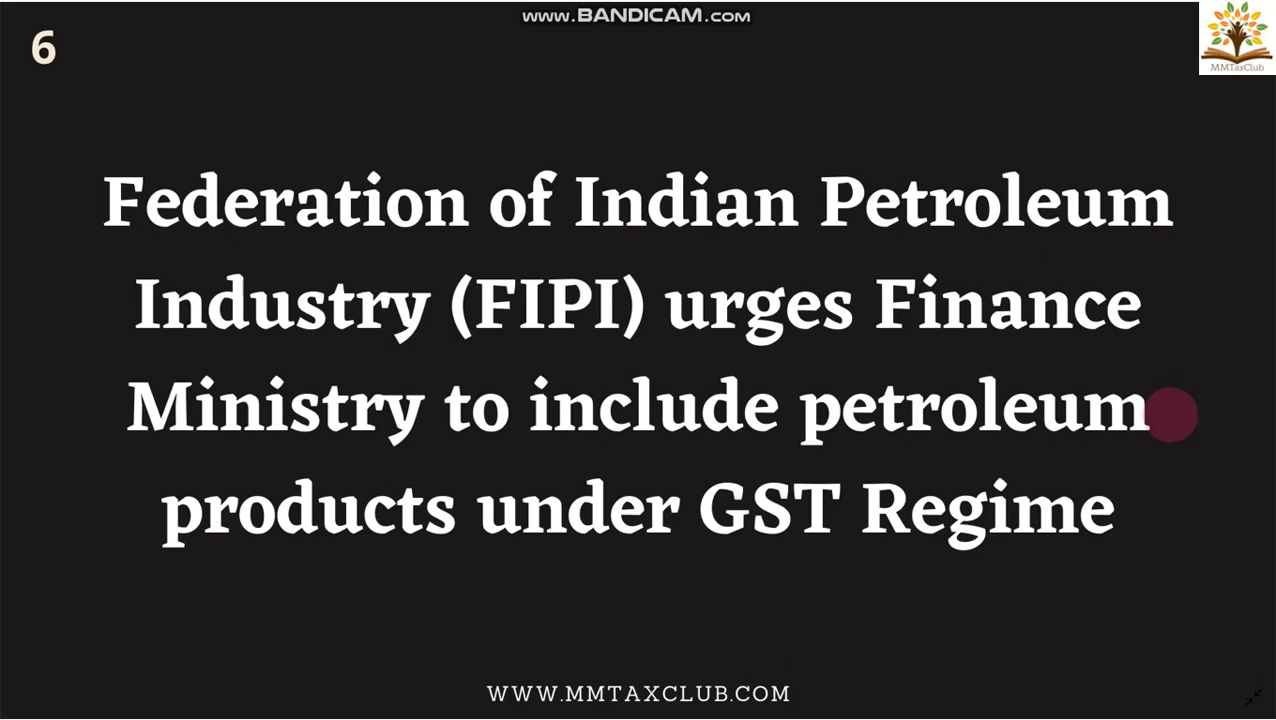 www.BANDICAM.com
6
MMTaxClub
Federation of Indian Petroleum
Industry (FIPI) urges Finance
Ministry to include petroleum
products under GST Regime
WWW.MMTAXCLUB.COM